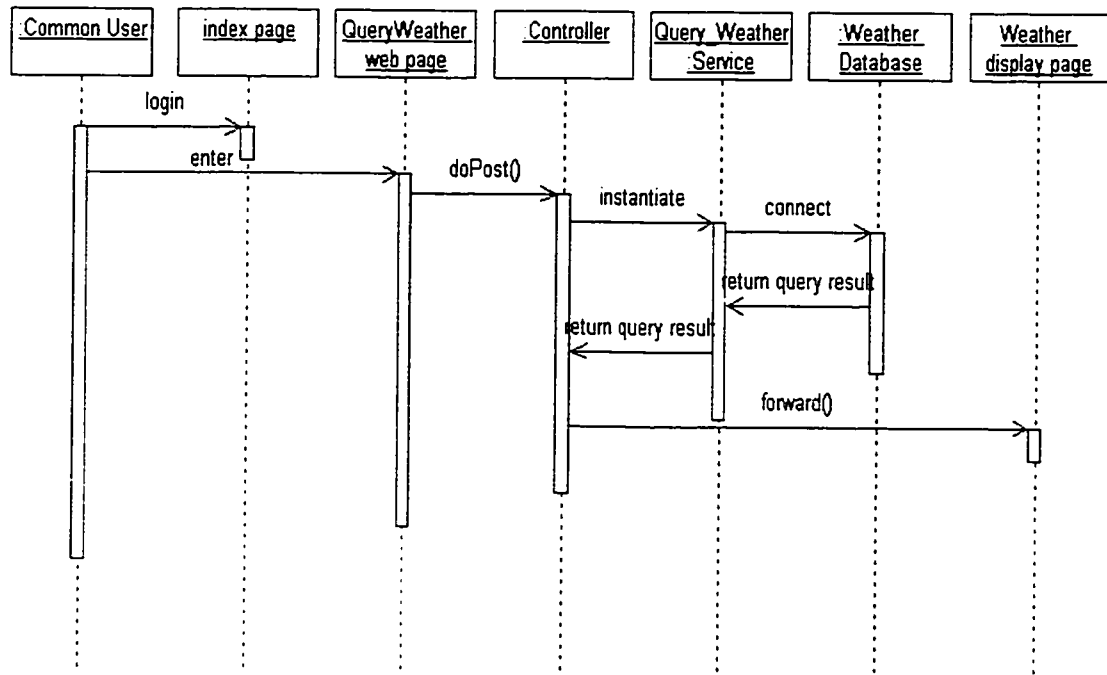 :Common User
index page
QueryWeather
web page
:Controller
Query_Weather
:Service
:Weather
Database
Weather
display page
login
enter
doPost()
instantiate
connect
return query result
return query result
forward()